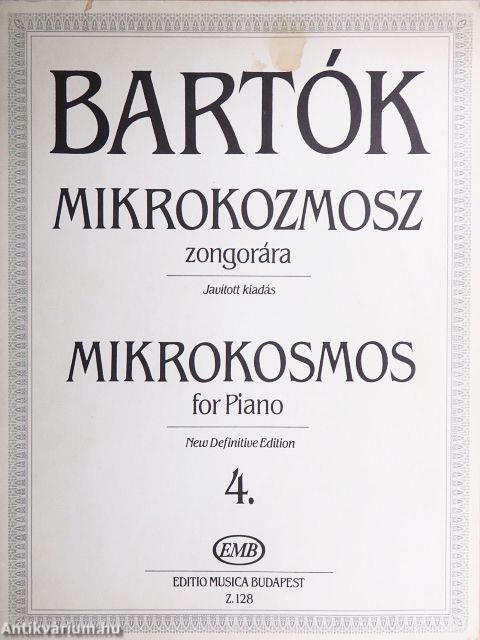 BARTÓK
MIKROKOZMOSZ
zongorára
Javított kiadás
MIKROKOSMOS
for Piano
New Definitive Edition
4.
EMB
EDITIO MUSICA BUDAPEST
Z. 128
Antikvarium.hu